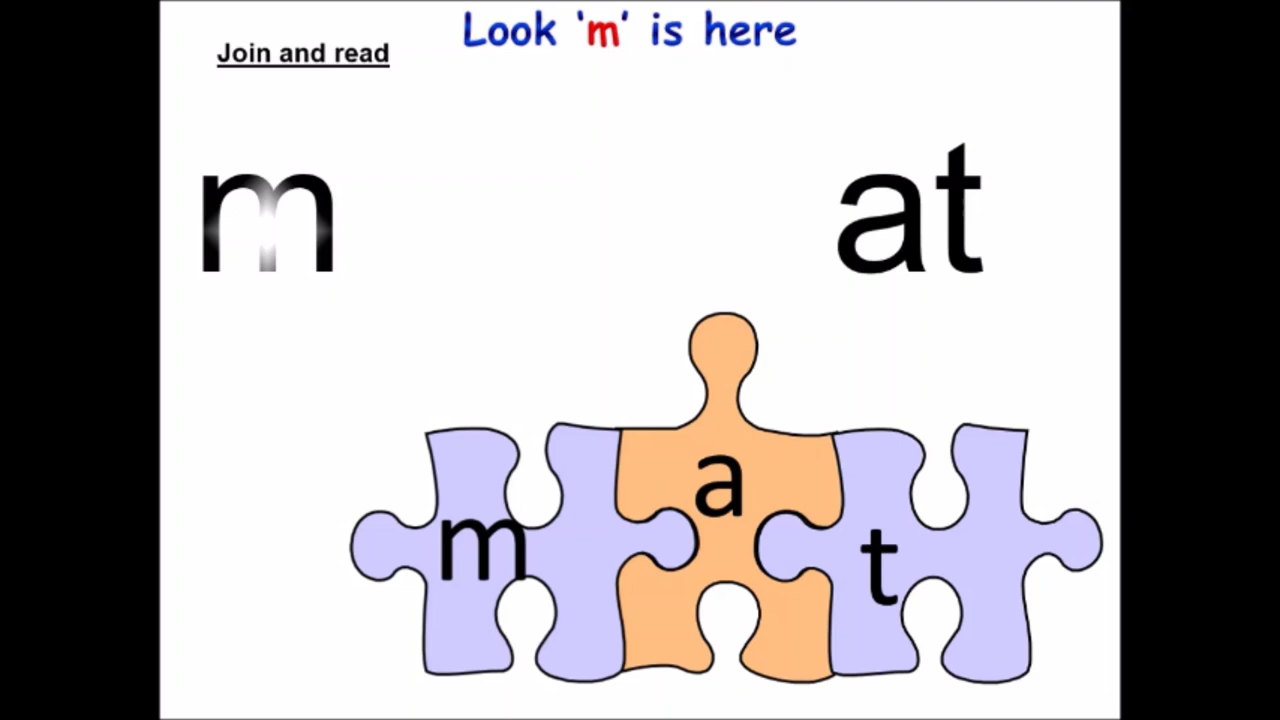 Look ‘m’ is here
Join and read
m at
m a t